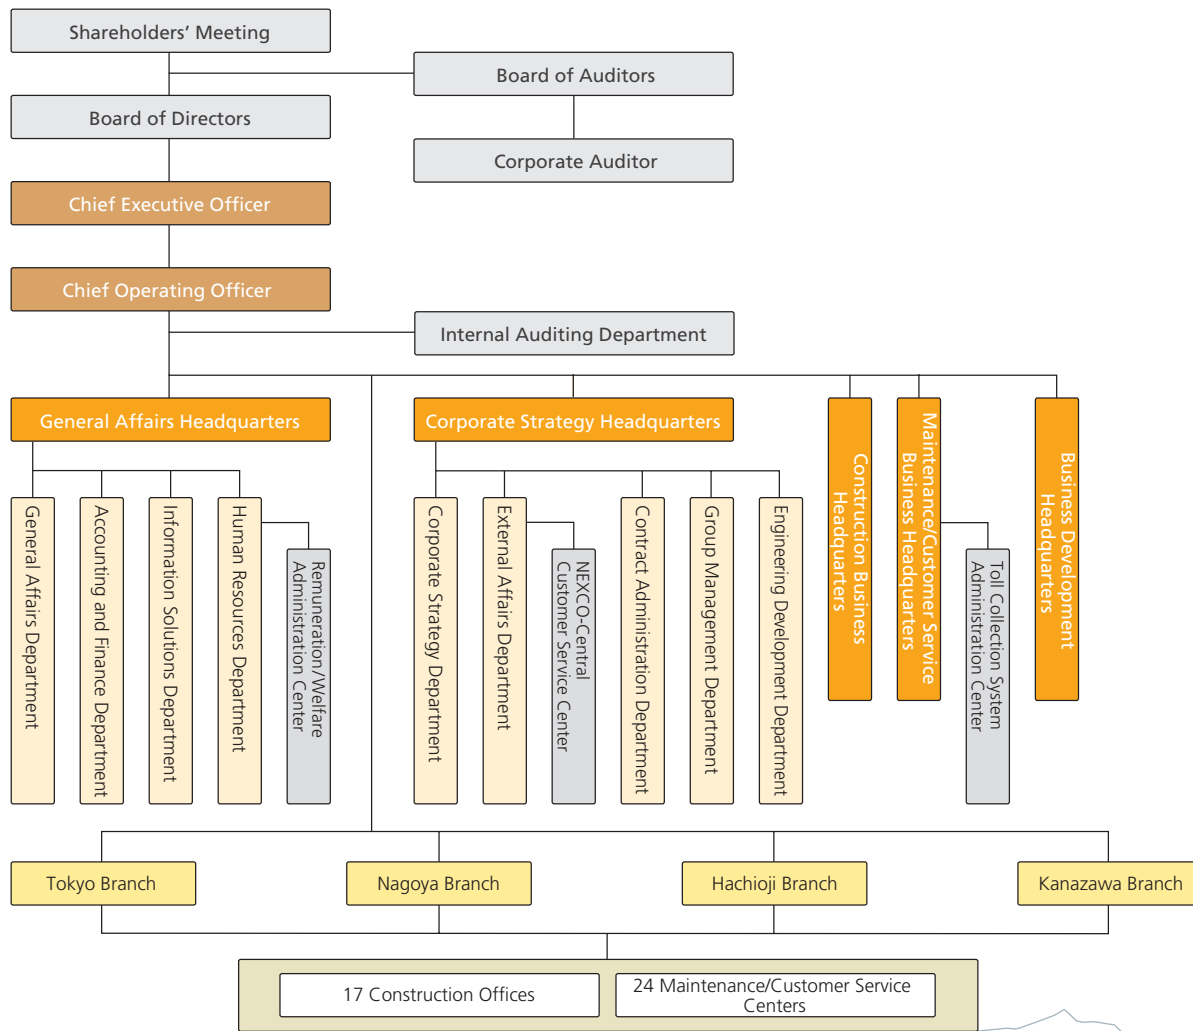 Shareholders’ Meeting
Board of Auditors
Board of Directors
Corporate Auditor
Chief Executive Officer
Chief Operating Officer
Internal Auditing Department
General Affairs Headquarters
Corporate Strategy Headquarters
Construction Business
Headquarters
Maintenance/Customer Service
Business Headquarters
Business Development
Headquarters
General Affairs Department
Accounting and Finance Department
Information Solutions Department
Human Resources Department
Remuneration/Welfare
Administration Center
Corporate Strategy Department
External Affairs Department
NEXCO-Central
Customer Service Center
Contract Administration Department
Group Management Department
Engineering Development Department
Toll Collection System
Administration Center
Tokyo Branch
Nagoya Branch
Hachioji Branch
Kanazawa Branch
17 Construction Offices
24 Maintenance/Customer Service
Centers